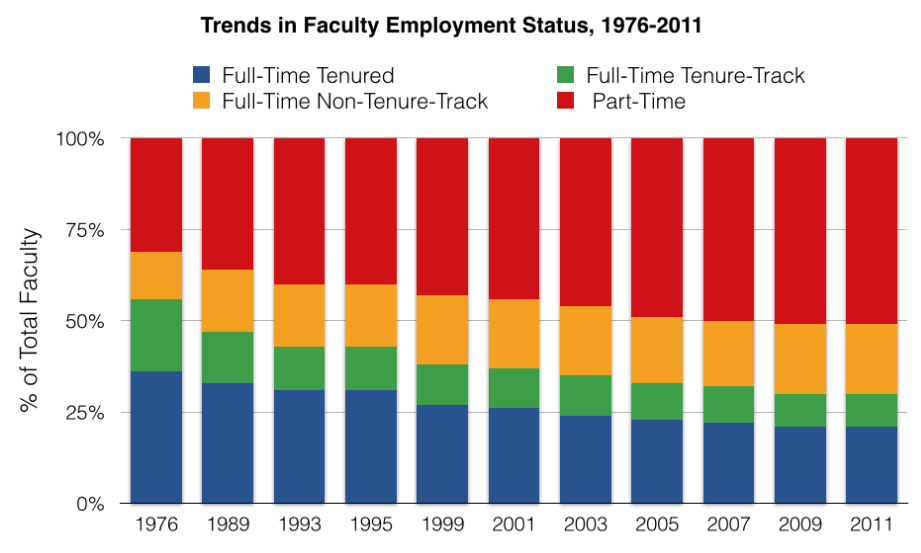 Trends in Faculty Employment Status, 1976-2011
Full-Time Tenured
Full-Time Tenure-Track
Full-Time Non-Tenure-Track
Part-Time
% of Total Faculty
100%
75%
50%
25%
0%
1976 1989 1993 1995 1999 2001 2003 2005 2007 2009 2011